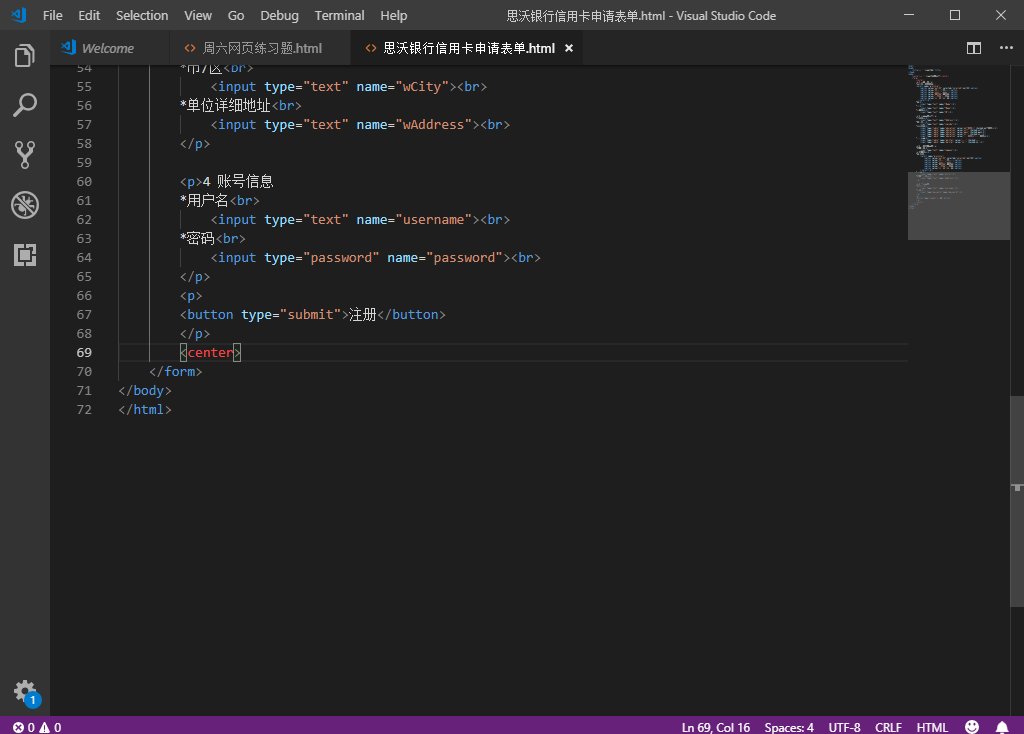 File Edit Selection View Go Debug Terminal Help 思沃银行信用卡申请表单.html - Visual Studio Code
Welcome <> 周六网页练习题.html <> 思沃银行信用卡申请表单.html ×
54 *市/区<br>
55 <input type="text" name="wCity"><br>
56 *单位详细地址<br>
57 <input type="text" name="wAddress"><br>
58 </p>
59
60 <p>4 账号信息
61 *用户名<br>
62 <input type="text" name="username"><br>
63 *密码<br>
64 <input type="password" name="password"><br>
65 </p>
66 <p>
67 <button type="submit">注册</button>
68 </p>
69 <center>
70 </form>
71 </body>
72 </html>
1
0 0 Ln 69, Col 16 Spaces: 4 UTF-8 CRLF HTML